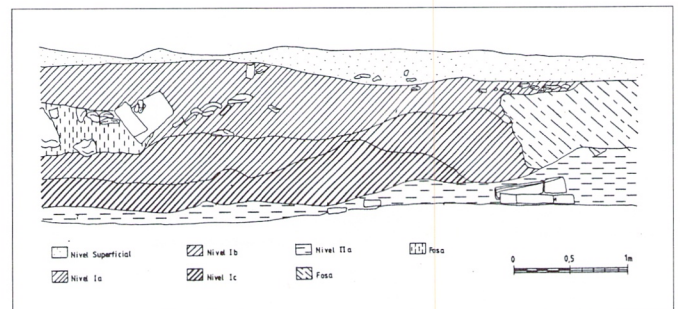 Nivel Superficial
Nivel Ia
Nivel Ib
Nivel Ic
Nivel IIa
Fosa
Fosa
0 0,5 1m